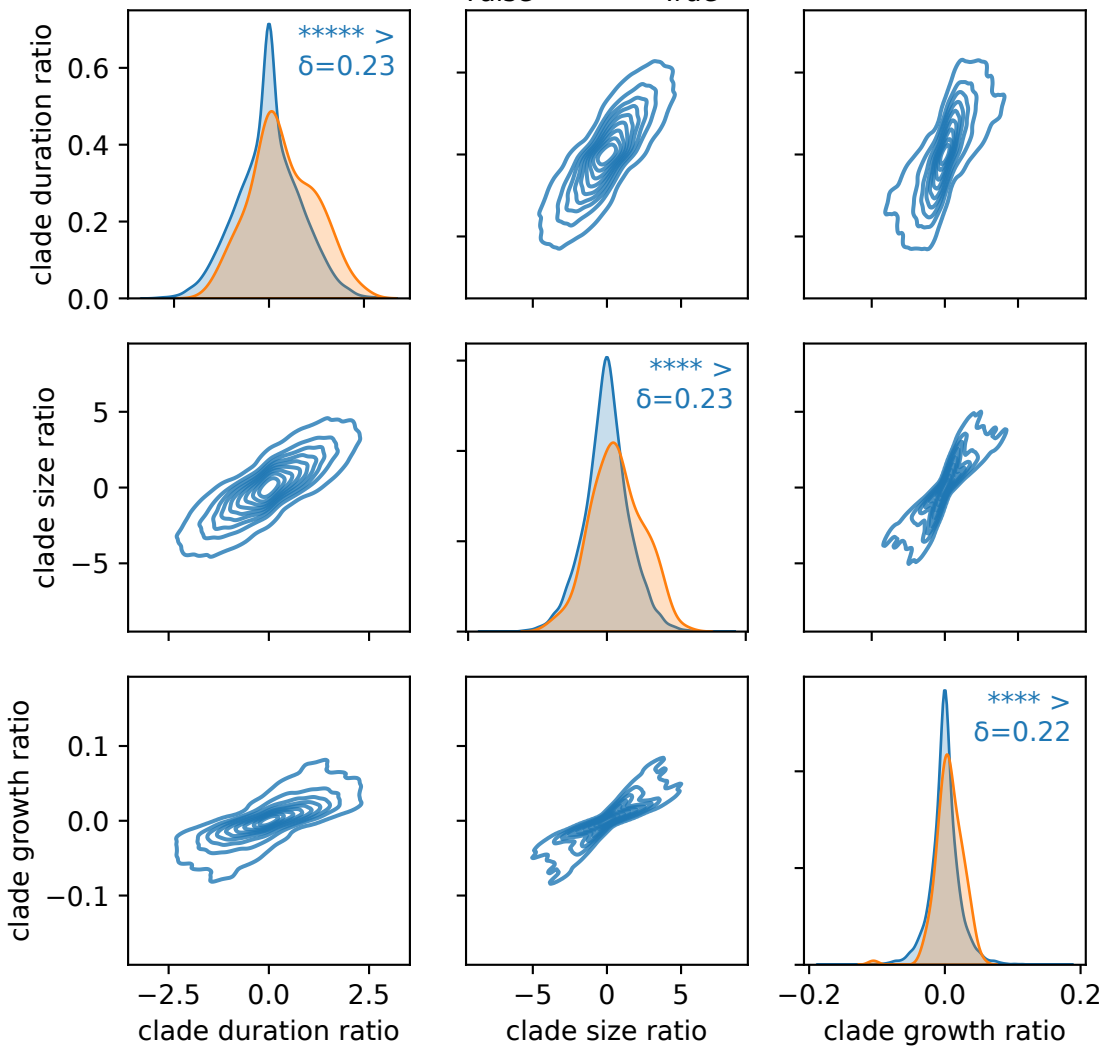 clade duration ratio
0.6
0.4
0.2
0.0
***** >
δ=0.23
clade size ratio
5
0
−5
**** >
δ=0.23
clade growth ratio
0.1
0.0
−0.1
**** >
δ=0.22
−2.5 0.0 2.5
−5 0 5
−0.2 0.0 0.2
clade duration ratio
clade size ratio
clade growth ratio